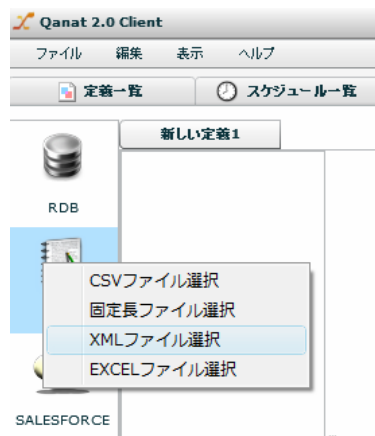 Qanat 2.0 Client
ファイル 編集 表示 ヘルプ
定義一覧 スケジュール一覧
新しい定義1
RDB
CSVファイル選択
固定長ファイル選択
XMLファイル選択
EXCELファイル選択
SALESFORCE